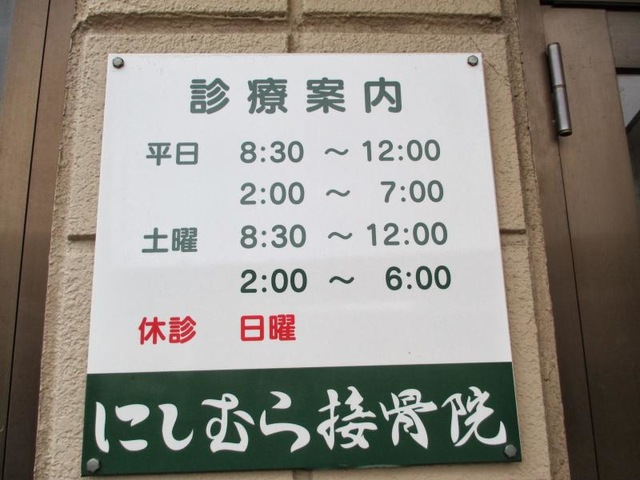 診療案内
平日 8:30 ～ 12:00
2:00 ～ 7:00
土曜 8:30 ～ 12:00
2:00 ～ 6:00
休診 日曜
にしむら接骨院